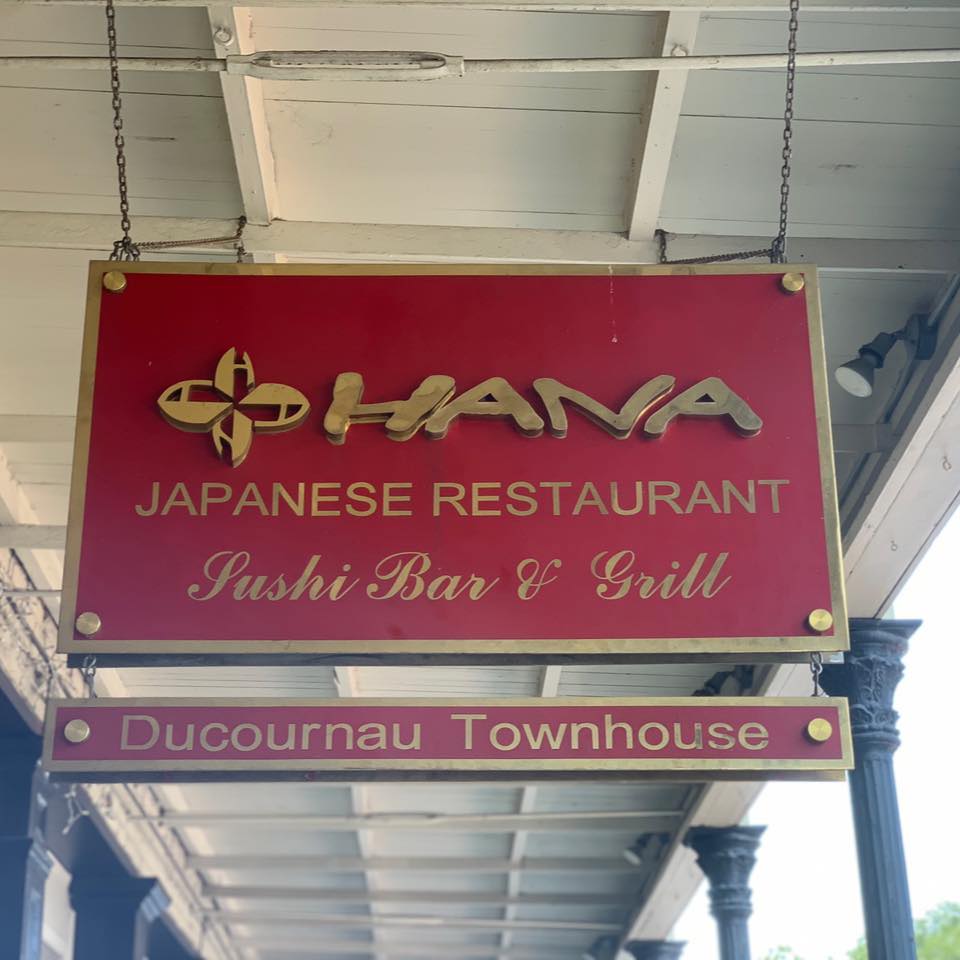 HANA
JAPANESE RESTAURANT
Sushi Bar & Grill
Ducournau Townhouse